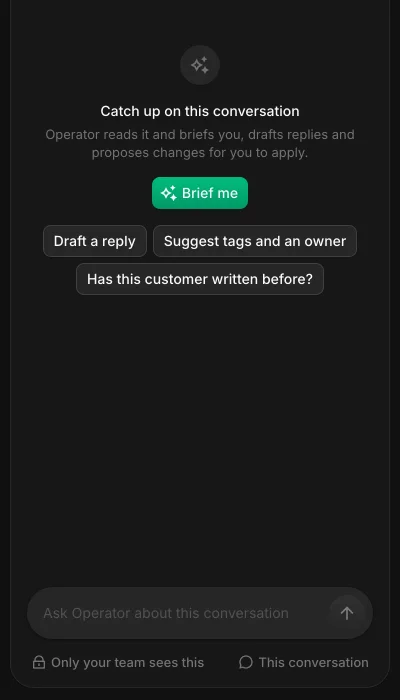 Catch up on this conversation
Operator reads it and briefs you, drafts replies and
proposes changes for you to apply.
Brief me
Draft a reply
Suggest tags and an owner
Has this customer written before?
Ask Operator about this conversation
Only your team sees this
This conversation